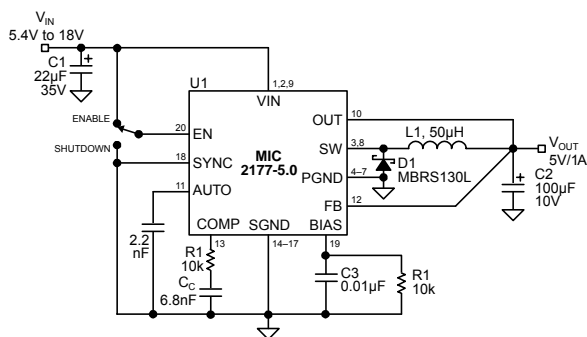 VIN
5.4V to 18V
C1
22µF
35V
U1
1,2,9
VIN
ENABLE
20
EN
SHUTDOWN
18
SYNC
11
AUTO
MIC
2177-5.0
OUT
10
SW
3,8
L1, 50µH
D1
MBRS130L
PGND
4–7
FB
12
VOUT
5V/1A
C2
100µF
10V
COMP
SGND
BIAS
13
14–17
19
2.2
nF
R1
10k
CC
6.8nF
C3
0.01µF
R1
10k